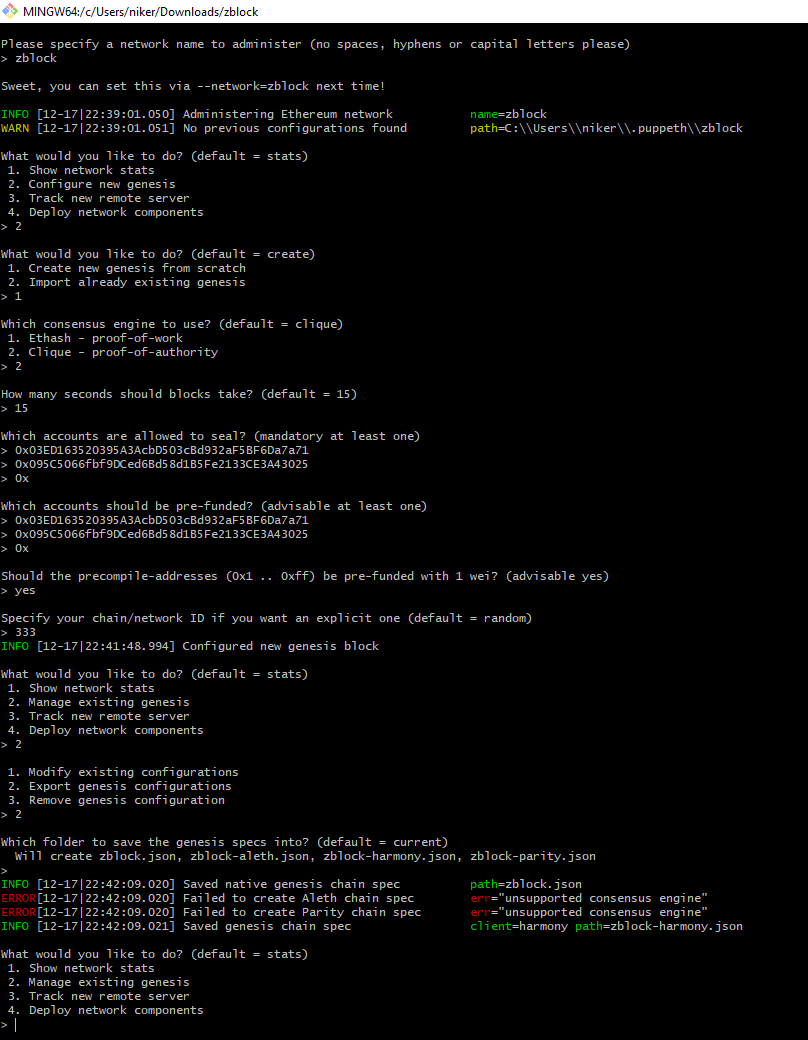 MINGW64:/c/Users/niker/Downloads/zblock
Please specify a network name to administer (no spaces, hyphens or capital letters please)
> zblock
Sweet, you can set this via --network=zblock next time!
INFO [12-17|22:39:01.050] Administering Ethereum network name=zblock
WARN [12-17|22:39:01.051] No previous configurations found path=C:\\Users\\niker\\.puppeth\\zblock
What would you like to do? (default = stats)
1. Show network stats
2. Configure new genesis
3. Track new remote server
4. Deploy network components
> 2
What would you like to do? (default = create)
1. Create new genesis from scratch
2. Import already existing genesis
> 1
Which consensus engine to use? (default = clique)
1. Ethash - proof-of-work
2. Clique - proof-of-authority
> 2
How many seconds should blocks take? (default = 15)
> 15
Which accounts are allowed to seal? (mandatory at least one)
> 0x03ED163520395A3AcbD503cBd932aF5BF6Da7a71
> 0x095C5066fbf9DCed6Bd58d1B5Fe2133CE3A43025
> 0x
Which accounts should be pre-funded? (advisable at least one)
> 0x03ED163520395A3AcbD503cBd932aF5BF6Da7a71
> 0x095C5066fbf9DCed6Bd58d1B5Fe2133CE3A43025
> 0x
Should the precompile-addresses (0x1 .. 0xff) be pre-funded with 1 wei? (advisable yes)
> yes
Specify your chain/network ID if you want an explicit one (default = random)
> 333
INFO [12-17|22:41:48.994] Configured new genesis block
What would you like to do? (default = stats)
1. Show network stats
2. Manage existing genesis
3. Track new remote server
4. Deploy network components
> 2
1. Modify existing configurations
2. Export genesis configurations
3. Remove genesis configuration
> 2
Which folder to save the genesis specs into? (default = current)
Will create zblock.json, zblock-aleth.json, zblock-harmony.json, zblock-parity.json
>
INFO [12-17|22:42:09.020] Saved native genesis chain spec path=zblock.json
ERROR[12-17|22:42:09.020] Failed to create Aleth chain spec err="unsupported consensus engine"
ERROR[12-17|22:42:09.020] Failed to create Parity chain spec err="unsupported consensus engine"
INFO [12-17|22:42:09.021] Saved genesis chain spec client=harmony path=zblock-harmony.json
What would you like to do? (default = stats)
1. Show network stats
2. Manage existing genesis
3. Track new remote server
4. Deploy network components
>